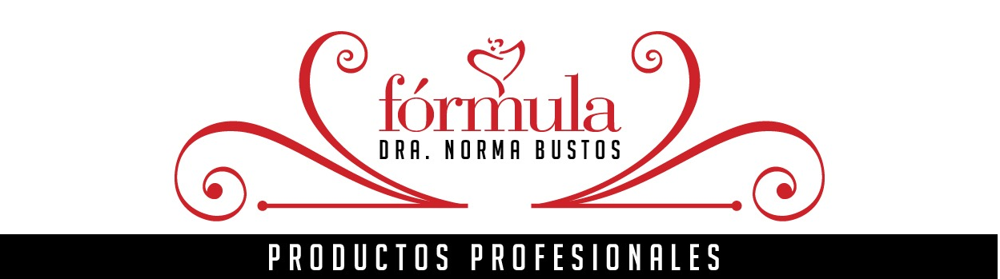 fórmula
DRA. NORMA BUSTOS
PRODUCTOS PROFESIONALES